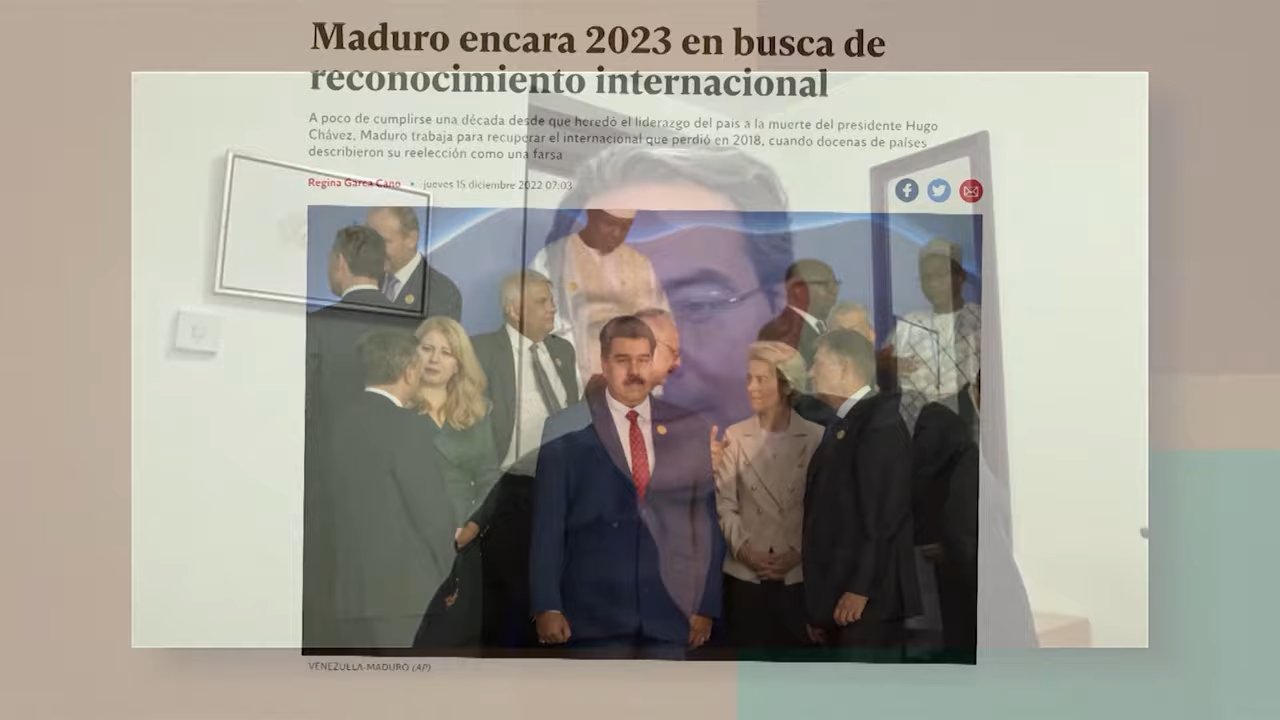 Maduro encara 2023 en busca de
reconocimiento internacional
A poco de cumplirse una década desde que heredó el liderazgo del país a la muerte del presidente Hugo
Chávez, Maduro trabaja para recuperar el internacional que perdió en 2018, cuando docenas de países
describieron su reelección como una farsa
Regina Garcia Cano • jueves 15 diciembre 2022 07:03
VENEZUELA-MADURO (AP)